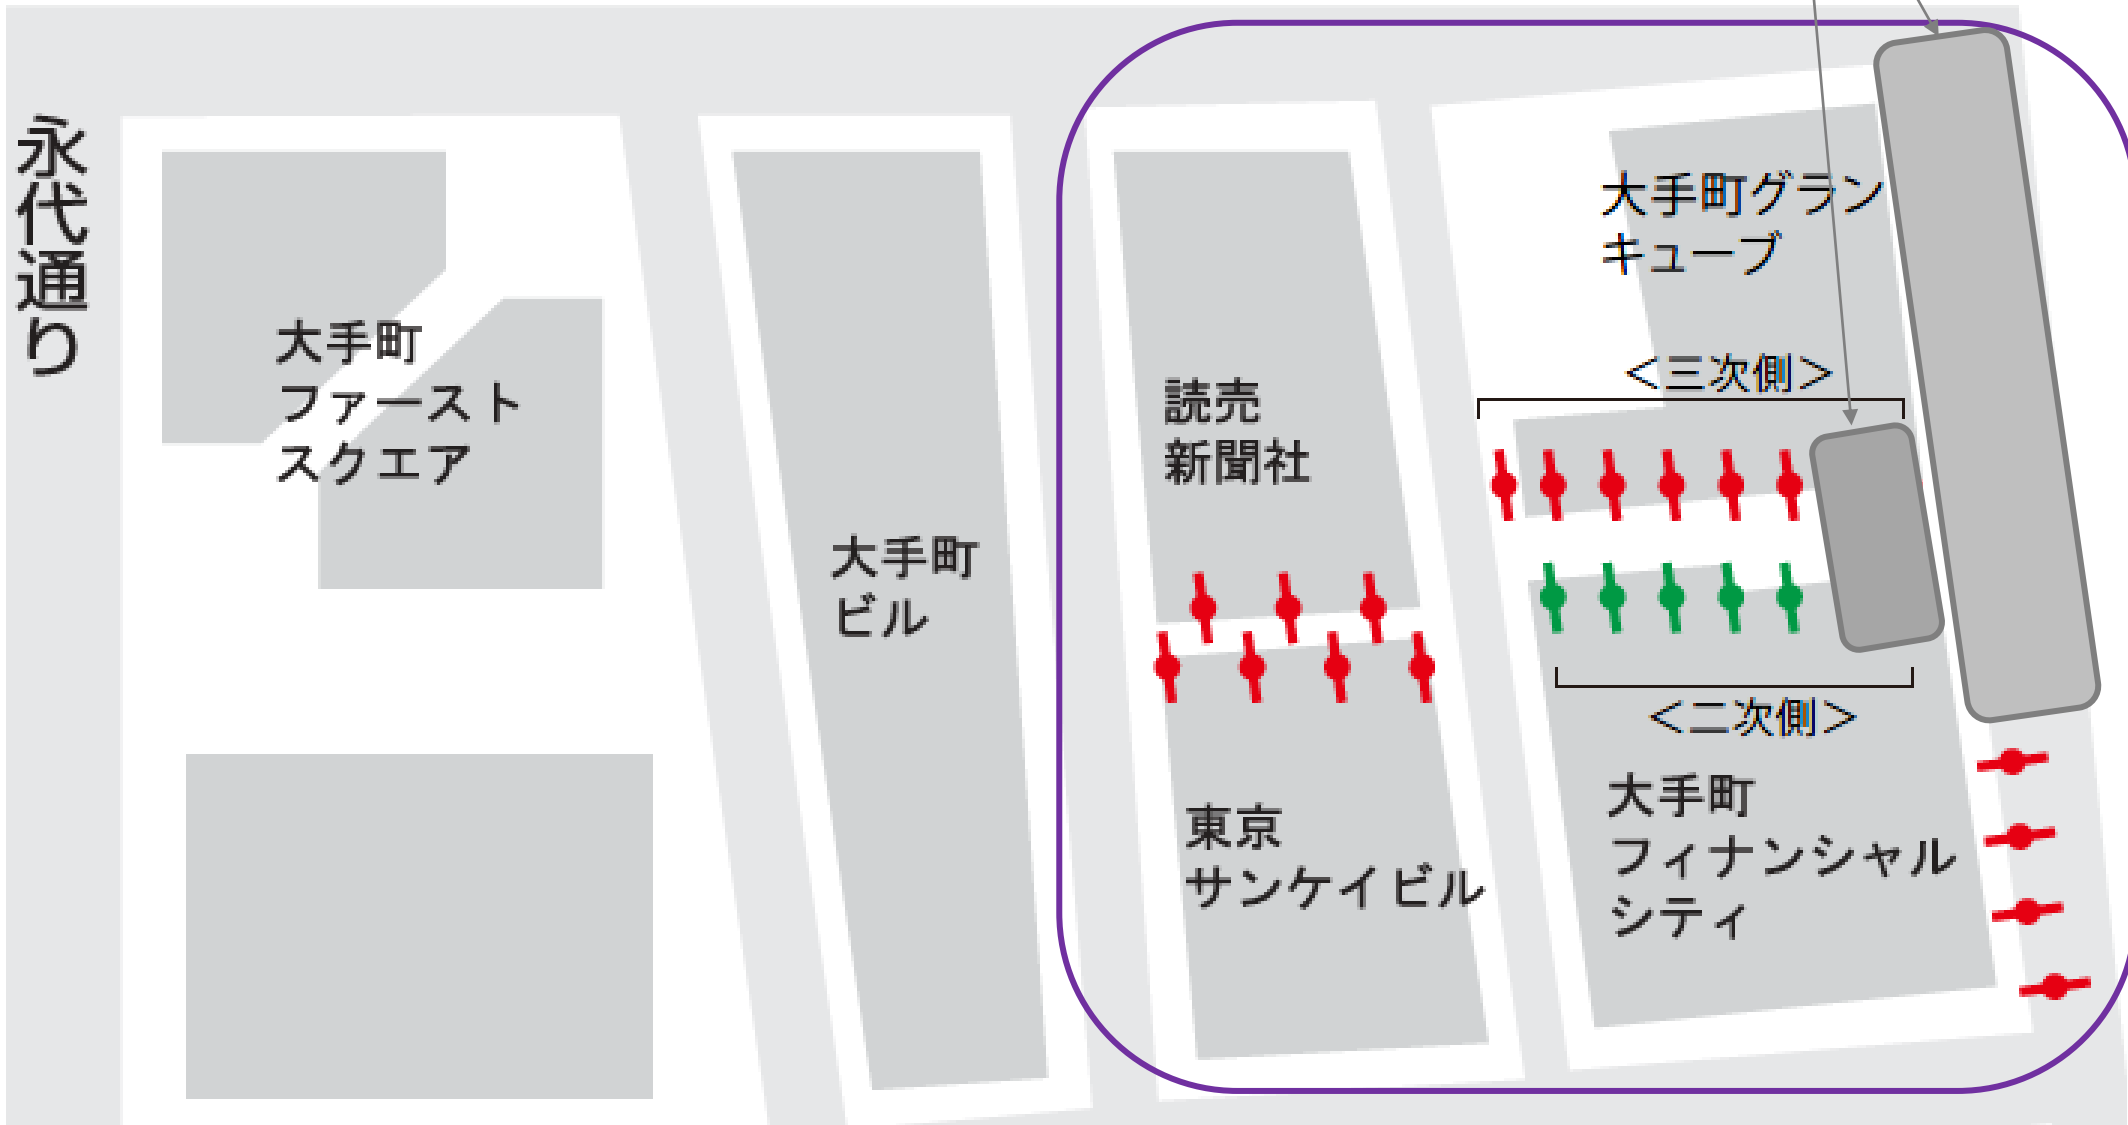 永代通り
大手町
ファースト
スクエア
大手町
ビル
読売
新聞社
東京
サンケイビル
大手町グラン
キューブ
＜三次側＞
＜二次側＞
大手町
フィナンシャル
シティ